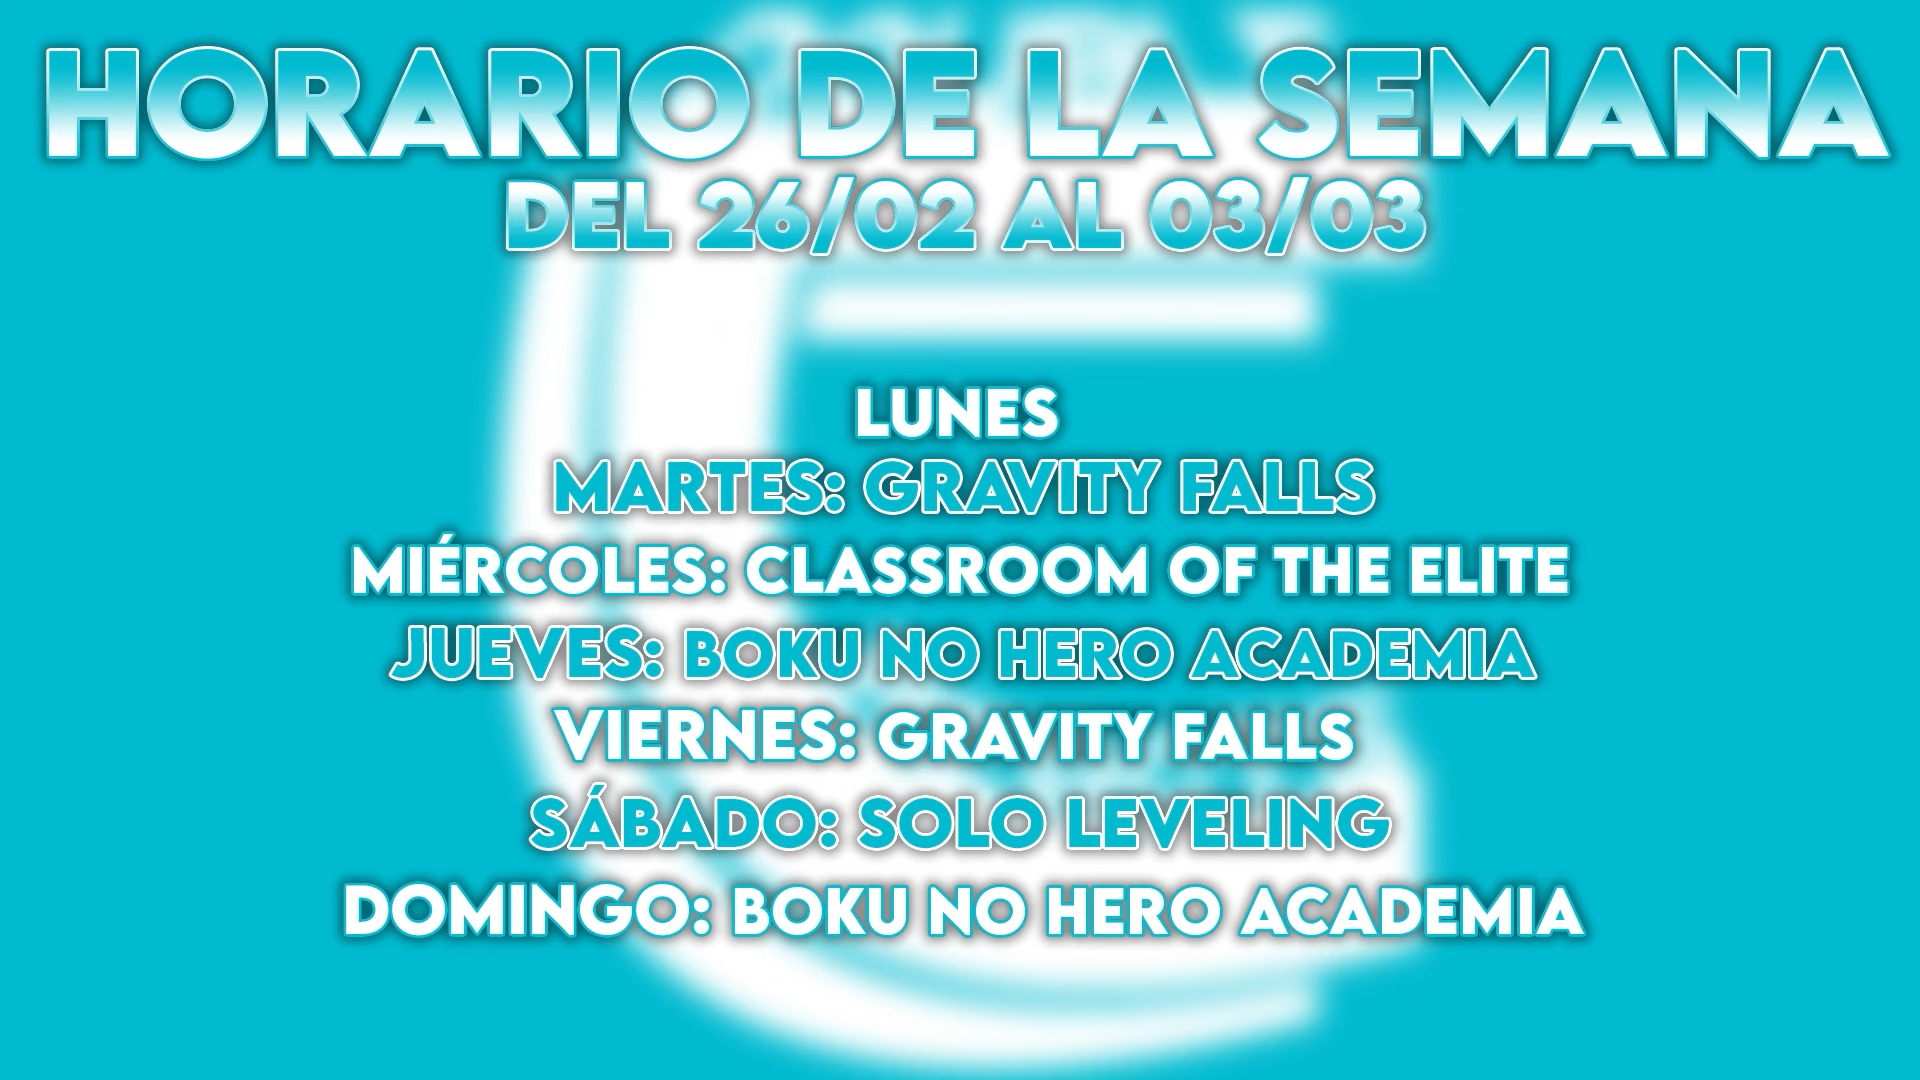 HORARIO DE LA SEMANA
DEL 26/02 AL 03/03
LUNES
MARTES: GRAVITY FALLS
MIÉRCOLES: CLASSROOM OF THE ELITE
JUEVES: BOKU NO HERO ACADEMIA
VIERNES: GRAVITY FALLS
SÁBADO: SOLO LEVELING
DOMINGO: BOKU NO HERO ACADEMIA